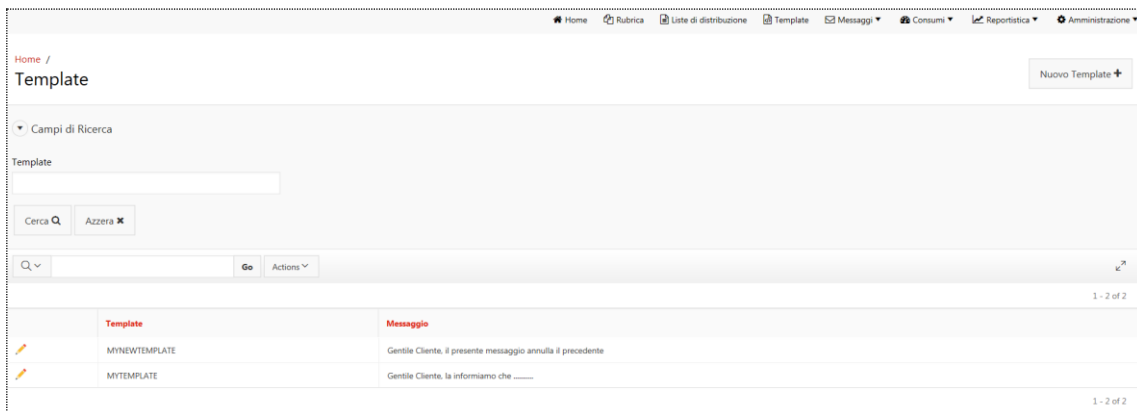 Home Rubrica Liste di distribuzione Template Messaggi Consumi Reportistica Amministrazione
Home /
Template
Nuovo Template
Campi di Ricerca
Template
Cerca Azzera
Go Actions
1 - 2 of 2
Template Messaggio
MYNEWTEMPLATE Gentile Cliente, il presente messaggio annulla il precedente
MYTEMPLATE Gentile Cliente, la informiamo che ..........
1 - 2 of 2